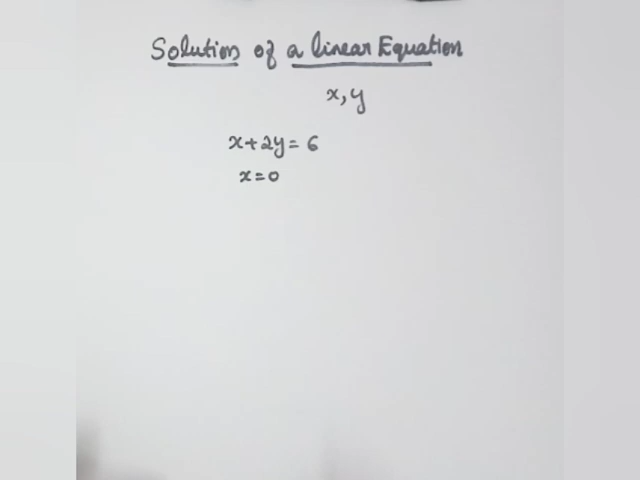 Solution of a linear Equation
x, y
x + 2y = 6
x = 0